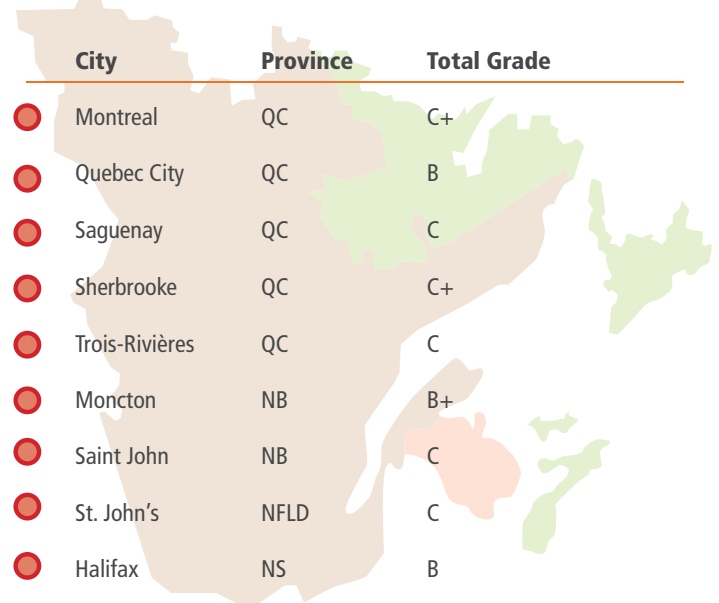 City Province Total Grade
Montreal QC C+
Quebec City QC B
Saguenay QC C
Sherbrooke QC C+
Trois-Rivières QC C
Moncton NB B+
Saint John NB C
St. John’s NFLD C
Halifax NS B